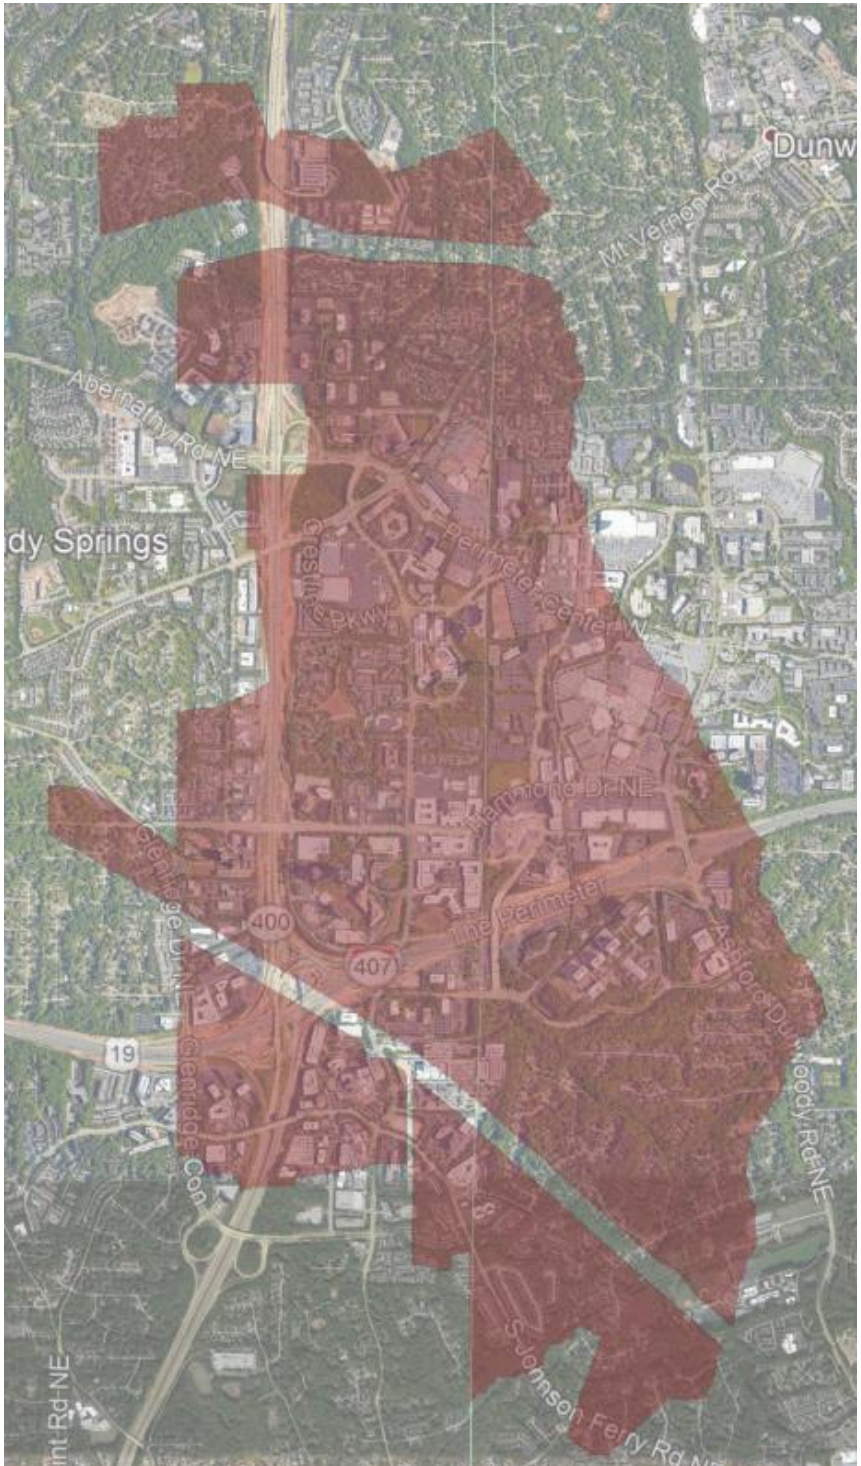 Dunw
Mt Vernon Rd NE
Abernathy Rd NE
dy Springs
Perimeter Center W
Crestline Pkwy
Hammond Dr NE
Glenridge Dr NE
The Perimeter
400
407
Ashford Dunwoody Rd NE
19
Glenridge Con
S Johnson Ferry Rd NE
int Rd NE